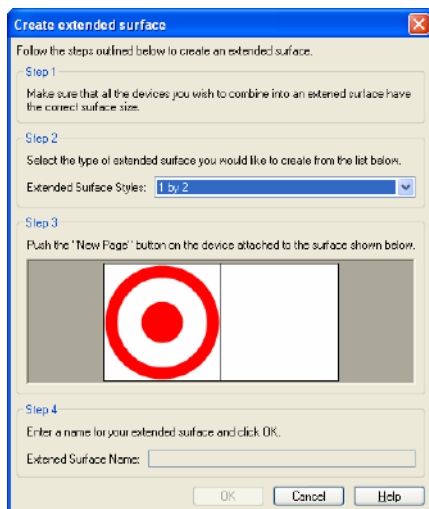 Create extended surface
Follow the steps outlined below to create an extended surface.
Step 1
Make sure that all the devices you wish to combine into an extened surface have
the correct surface size.
Step 2
Select the type of extended surface you would like to create from the list below.
Extended Surface Styles: 1 by 2
Step 3
Push the "New Page" button on the device attached to the surface shown below.
Step 4
Enter a name for your extended surface and click OK.
Extened Surface Name:
OK Cancel Help